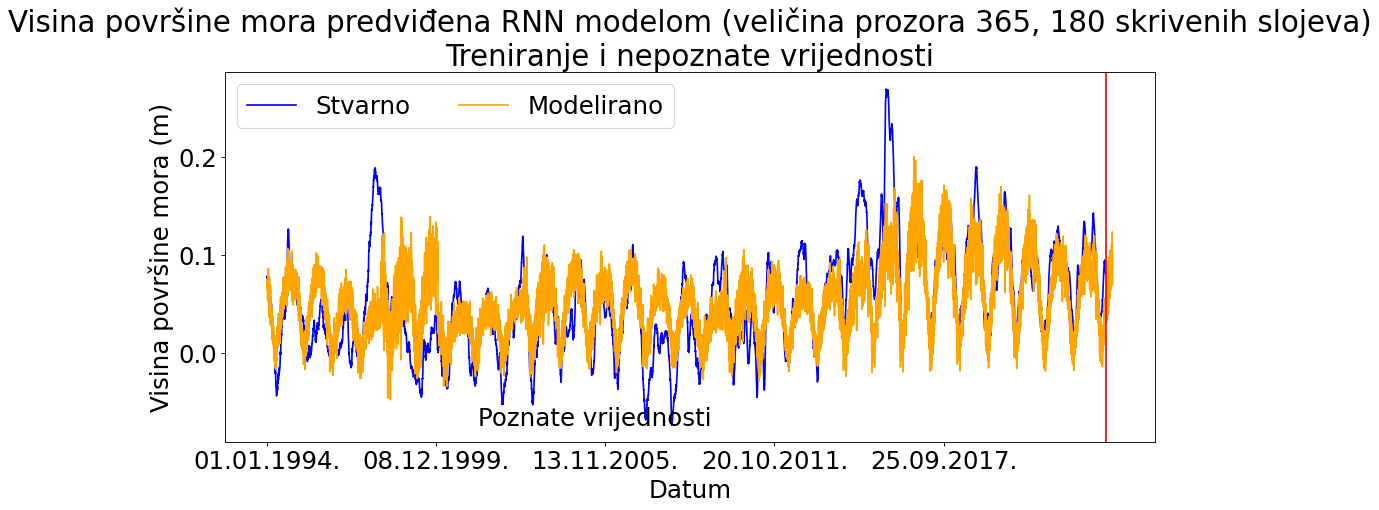 Visina površine mora predviđena RNN modelom (veličina prozora 365, 180 skrivenih slojeva)
Treniranje i nepoznate vrijednosti
Stvarno
Modelirano
Visina površine mora (m)
0.2
0.1
0.0
Poznate vrijednosti
01.01.1994.
08.12.1999.
13.11.2005.
20.10.2011.
25.09.2017.
Datum